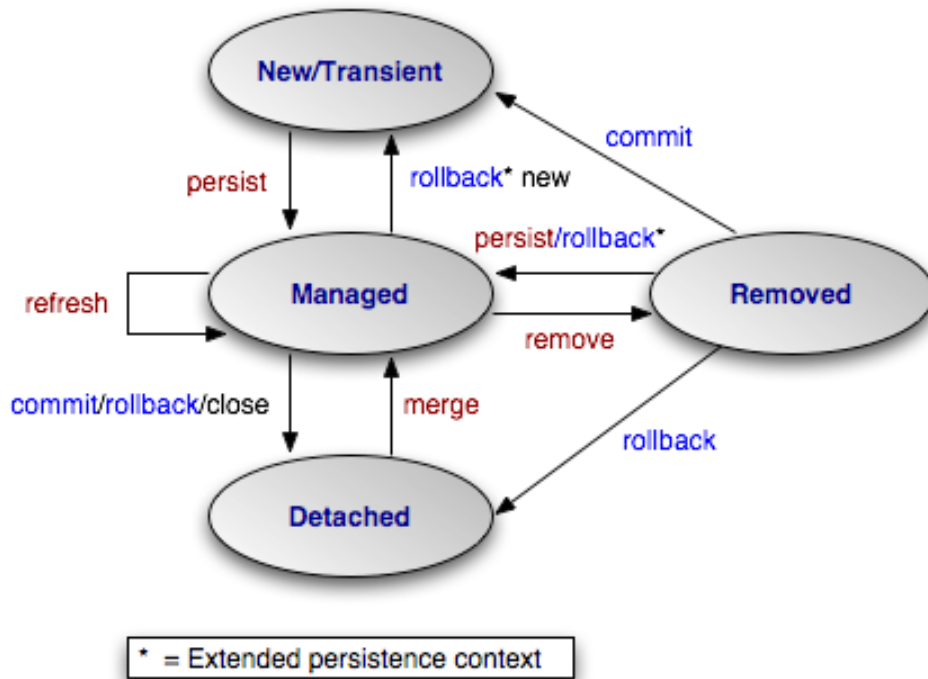 New/Transient
commit
persist
rollback* new
persist/rollback*
refresh
Managed
Removed
remove
commit/rollback/close
merge
rollback
Detached
* = Extended persistence context